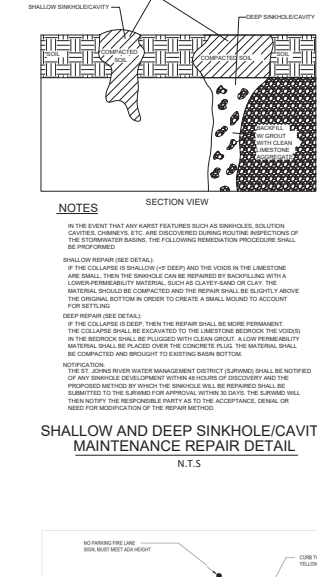 SHALLOW SINKHOLE/CAVITY
DEEP SINKHOLE/CAVITY
SOIL
COMPACTED
SOIL
COMPACTED SOIL
SOIL
BACKFILL
W/ GROUT
WITH CLEAN
LIMESTONE
AGGREGATE
SECTION VIEW
NOTES
IN THE EVENT THAT ANY KARST FEATURES SUCH AS SINKHOLES, SOLUTION
CAVITIES, CHIMNEYS, ETC. ARE DISCOVERED DURING ROUTINE INSPECTIONS OF
THE STORMWATER BASINS, THE FOLLOWING REMEDIATION PROCEDURE SHALL
BE PROFORMED
SHALLOW REPAIR (SEE DETAIL):
IF THE COLLAPSE IS SHALLOW (<5' DEEP) AND THE VOIDS IN THE LIMESTONE
ARE SMALL, THEN THE SINKHOLE CAN BE REPAIRED BY BACKFILLING WITH A
LOWER-PERMEABILITY MATERIAL, SUCH AS CLAYEY-SAND OR CLAY. THE
MATERIAL SHOULD BE COMPACTED AND THE REPAIR SHALL BE SLIGHTLY ABOVE
THE ORIGINAL BOTTOM IN ORDER TO CREATE A SMALL MOUND TO ACCOUNT
FOR SETTLING
DEEP REPAIR (SEE DETAIL):
IF THE COLLAPSE IS DEEP, THEN THE REPAIR SHALL BE MORE PERMANENT.
THE COLLAPSE SHALL BE EXCAVATED TO THE LIMESTONE BEDROCK THE VOID(S)
IN THE BEDROCK SHALL BE PLUGGED WITH CLEAN GROUT. A LOW PERMEABILITY
MATERIAL SHALL BE PLACED OVER THE CONCRETE PLUG. THE MATERIAL SHALL
BE COMPACTED AND BROUGHT TO EXISTING BASIN BOTTOM.
NOTIFICATION:
THE ST. JOHNS RIVER WATER MANAGEMENT DISTRICT (SJRWMD) SHALL BE NOTIFIED
OF ANY SINKHOLE DEVELOPMENT WITHIN 48 HOURS OF DISCOVERY AND THE
PROPOSED METHOD BY WHICH THE SINKHOLE WILL BE REPAIRED SHALL BE
SUBMITTED TO THE SJRWMD FOR APPROVAL WITHIN 30 DAYS. THE SJRWMD WILL
THEN NOTIFY THE RESPONSIBLE PARTY AS TO THE ACCEPTANCE, DENIAL OR
NEED FOR MODIFICATION OF THE REPAIR METHOD.
SHALLOW AND DEEP SINKHOLE/CAVIT
MAINTENANCE REPAIR DETAIL
N.T.S
NO PARKING FIRE LANE
SIGN, MUST MEET ADA HEIGHT
CURB
YELLOW